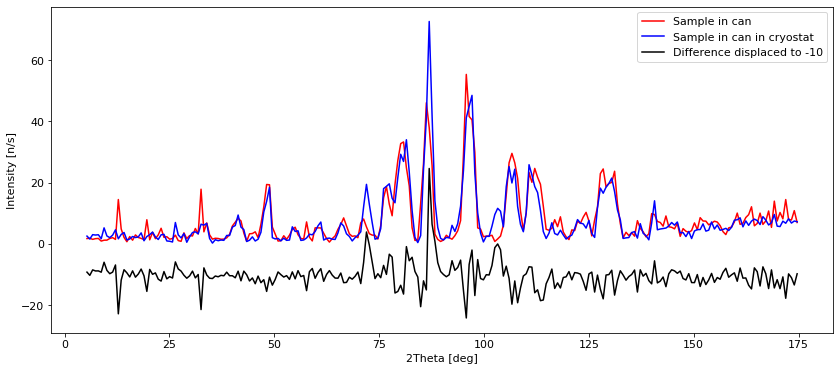 Sample in can
Sample in can in cryostat
Difference displaced to -10
Intensity [n/s]
60
40
20
0
−20
0
25
50
75
100
125
150
175
2Theta [deg]